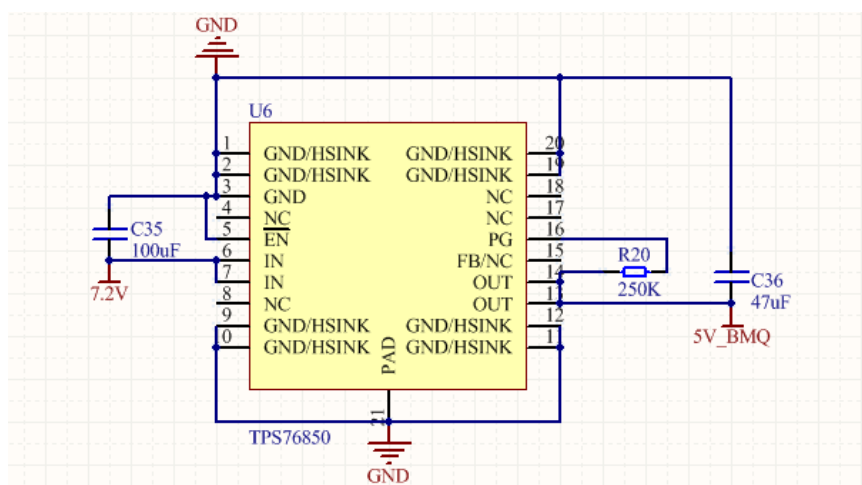 GND
U6
1 GND/HSINK GND/HSINK 20
2 GND/HSINK GND/HSINK 19
3 GND NC 18
4 NC NC 17
5 EN PG 16
6 IN FB/NC 15
7 IN OUT 14
8 NC OUT 13
9 GND/HSINK GND/HSINK 12
0 GND/HSINK GND/HSINK 11
PAD
21
C35
100uF
7.2V
R20
250K
C36
47uF
5V_BMQ
TPS76850
GND